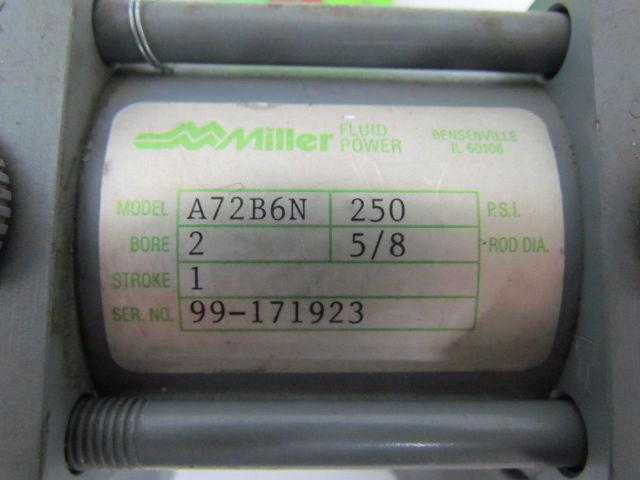 Miller FLUID POWER BENSENVILLE IL 60106
MODEL A72B6N 250 P.S.I.
BORE 2 5/8 ROD DIA.
STROKE 1
SER. NO. 99-171923